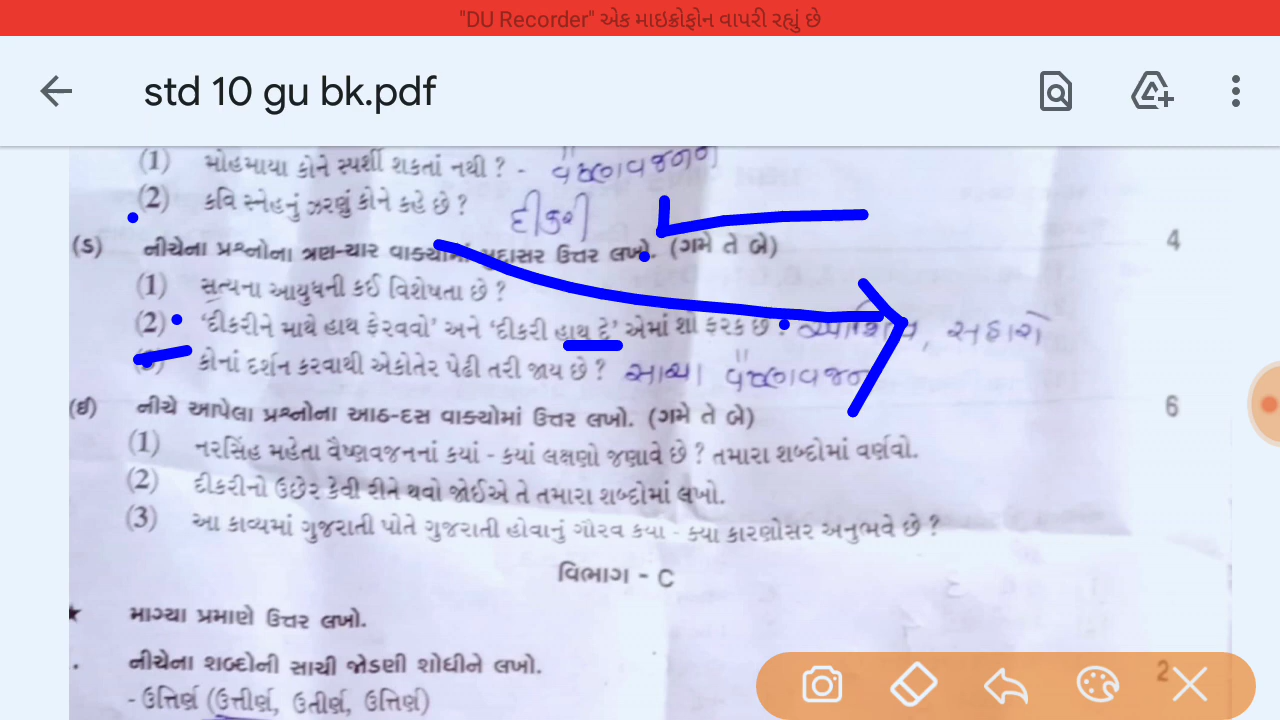 "DU Recorder" એક માઇક્રોફોન વાપરી રહ્યું છે
std 10 gu bk.pdf
(1) મોહમાયા કોને સ્પર્શી શકતાં નથી ? - વૈષ્ણવજનને
(2) કવિ સ્નેહનું ઝરણું કોને કહે છે ? દીકરી
(ડ) નીચેના પ્રશ્નોના ત્રણ-ચાર વાક્યોમાં મુદ્દાસર ઉત્તર લખો. (ગમે તે બે) 4
(1) સત્યના આયુધની કઈ વિશેષતા છે ?
(2) 'દીકરીને માથે હાથ ફેરવવો' અને 'દીકરી હાથ દે' એમાં શો ફરક છે ? સહારો
કોનાં દર્શન કરવાથી એકોતેર પેઢી તરી જાય છે ? સાચા વૈષ્ણવજન
(ઈ) નીચે આપેલા પ્રશ્નોના આઠ-દસ વાક્યોમાં ઉત્તર લખો. (ગમે તે બે) 6
(1) નરસિંહ મહેતા વૈષ્ણવજનનાં કયાં - કયાં લક્ષણો જણાવે છે ? તમારા શબ્દોમાં વર્ણવો.
(2) દીકરીનો ઉછેર કેવી રીતે થવો જોઈએ તે તમારા શબ્દોમાં લખો.
(3) આ કાવ્યમાં ગુજરાતી પોતે ગુજરાતી હોવાનું ગૌરવ કયા - કયાં કારણોસર અનુભવે છે ?
વિભાગ - C
★ માગ્યા પ્રમાણે ઉત્તર લખો.
. નીચેના શબ્દોની સાચી જોડણી શોધીને લખો. 2
- ઉત્તિર્ણ (ઉત્તીર્ણ, ઉતીર્ણ, ઉત્તિર્ણ)